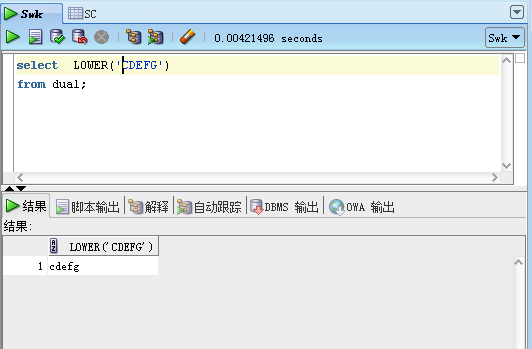 Swk SC
0.00421496 seconds Swk
select LOWER('CDEFG')
from dual;
结果 脚本输出 解释 自动跟踪 DBMS 输出 OWA 输出
结果:
LOWER('CDEFG')
1 cdefg